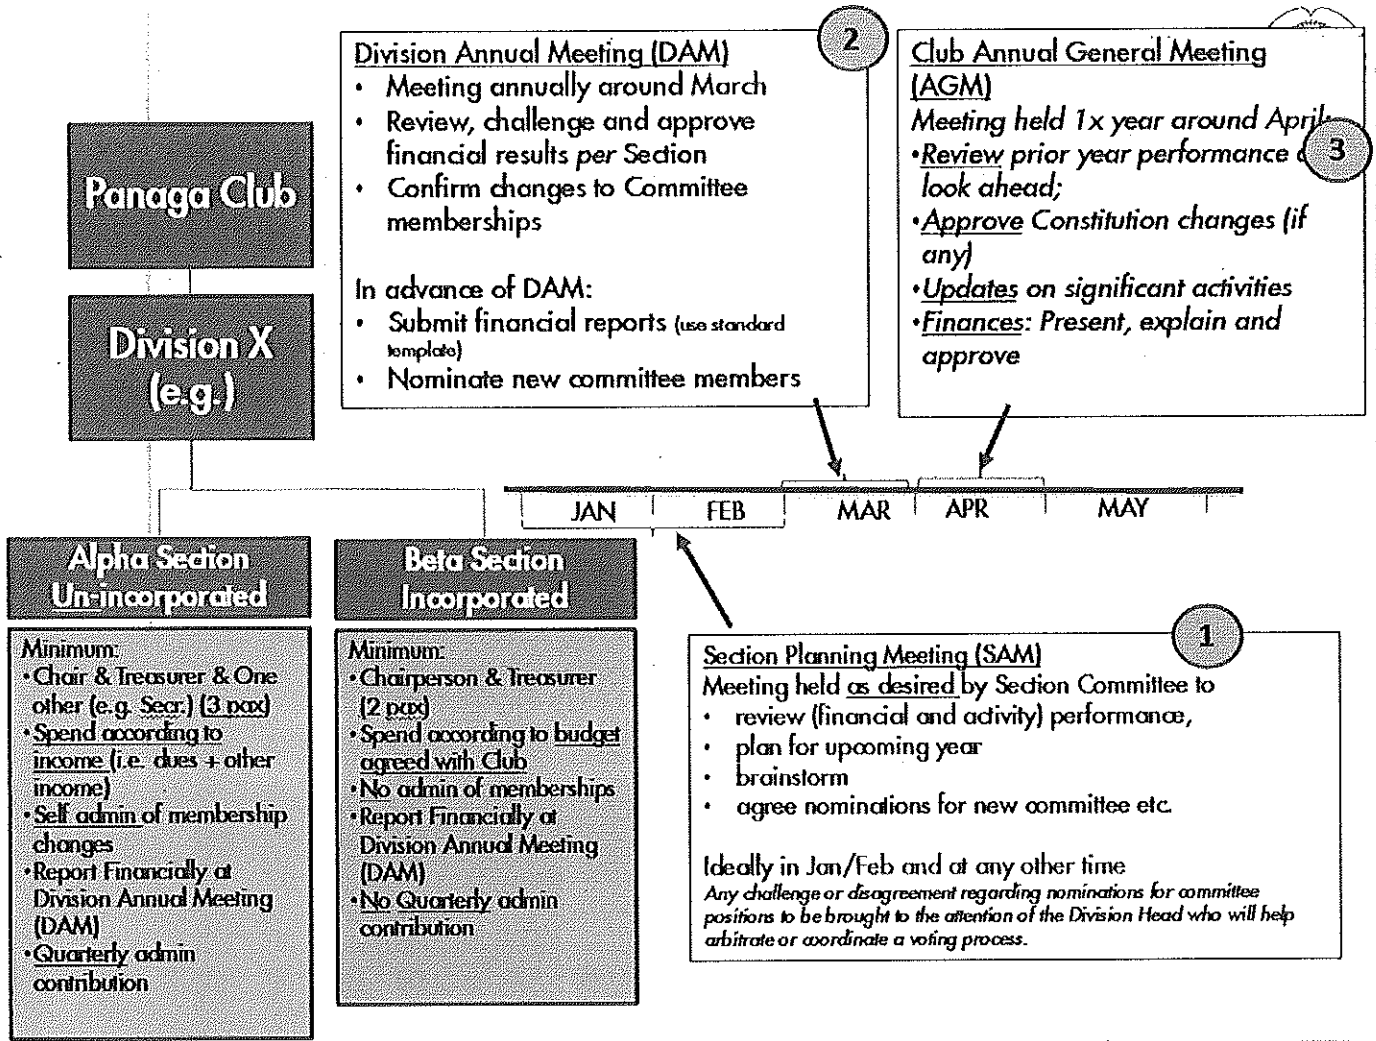 Panaga Club
Division X
(e.g.)
Alpha Section
Un-incorporated
Minimum:
•Chair & Treasurer & One
other (e.g. Secr.) (3 pax)
•Spend according to
income (i.e. dues + other
income)
•Self admin of membership
changes
•Report Financially at
Division Annual Meeting
(DAM)
•Quarterly admin
contribution
Beta Section
Incorporated
Minimum:
•Chairperson & Treasurer
(2 pax)
•Spend according to budget
agreed with Club
•No admin of memberships
•Report Financially at
Division Annual Meeting
(DAM)
•No Quarterly admin
contribution
2
Division Annual Meeting (DAM)
• Meeting annually around March
• Review, challenge and approve
financial results per Section
• Confirm changes to Committee
memberships
In advance of DAM:
• Submit financial reports (use standard
template)
• Nominate new committee members
3
Club Annual General Meeting
(AGM)
Meeting held 1x year around April:
•Review prior year performance
look ahead;
•Approve Constitution changes (if
any)
•Updates on significant activities
•Finances: Present, explain and
approve
JAN FEB MAR APR MAY
1
Section Planning Meeting (SAM)
Meeting held as desired by Section Committee to
• review (financial and activity) performance,
• plan for upcoming year
• brainstorm
• agree nominations for new committee etc.
Ideally in Jan/Feb and at any other time
Any challenge or disagreement regarding nominations for committee
positions to be brought to the attention of the Division Head who will help
arbitrate or coordinate a voting process.